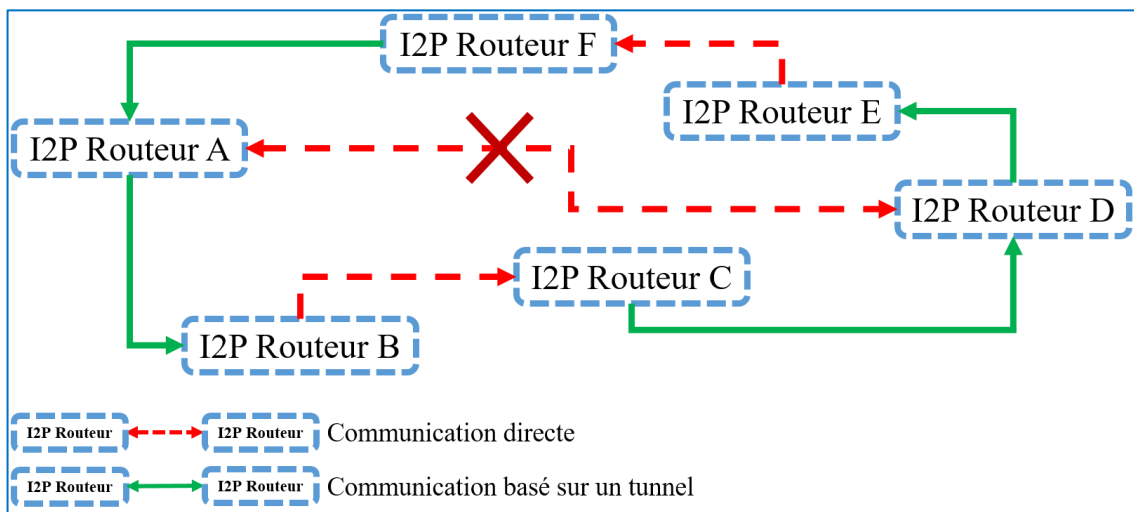 I2P Routeur F
I2P Routeur E
I2P Routeur A
I2P Routeur D
I2P Routeur C
I2P Routeur B
I2P Routeur I2P Routeur Communication directe
I2P Routeur I2P Routeur Communication basé sur un tunnel